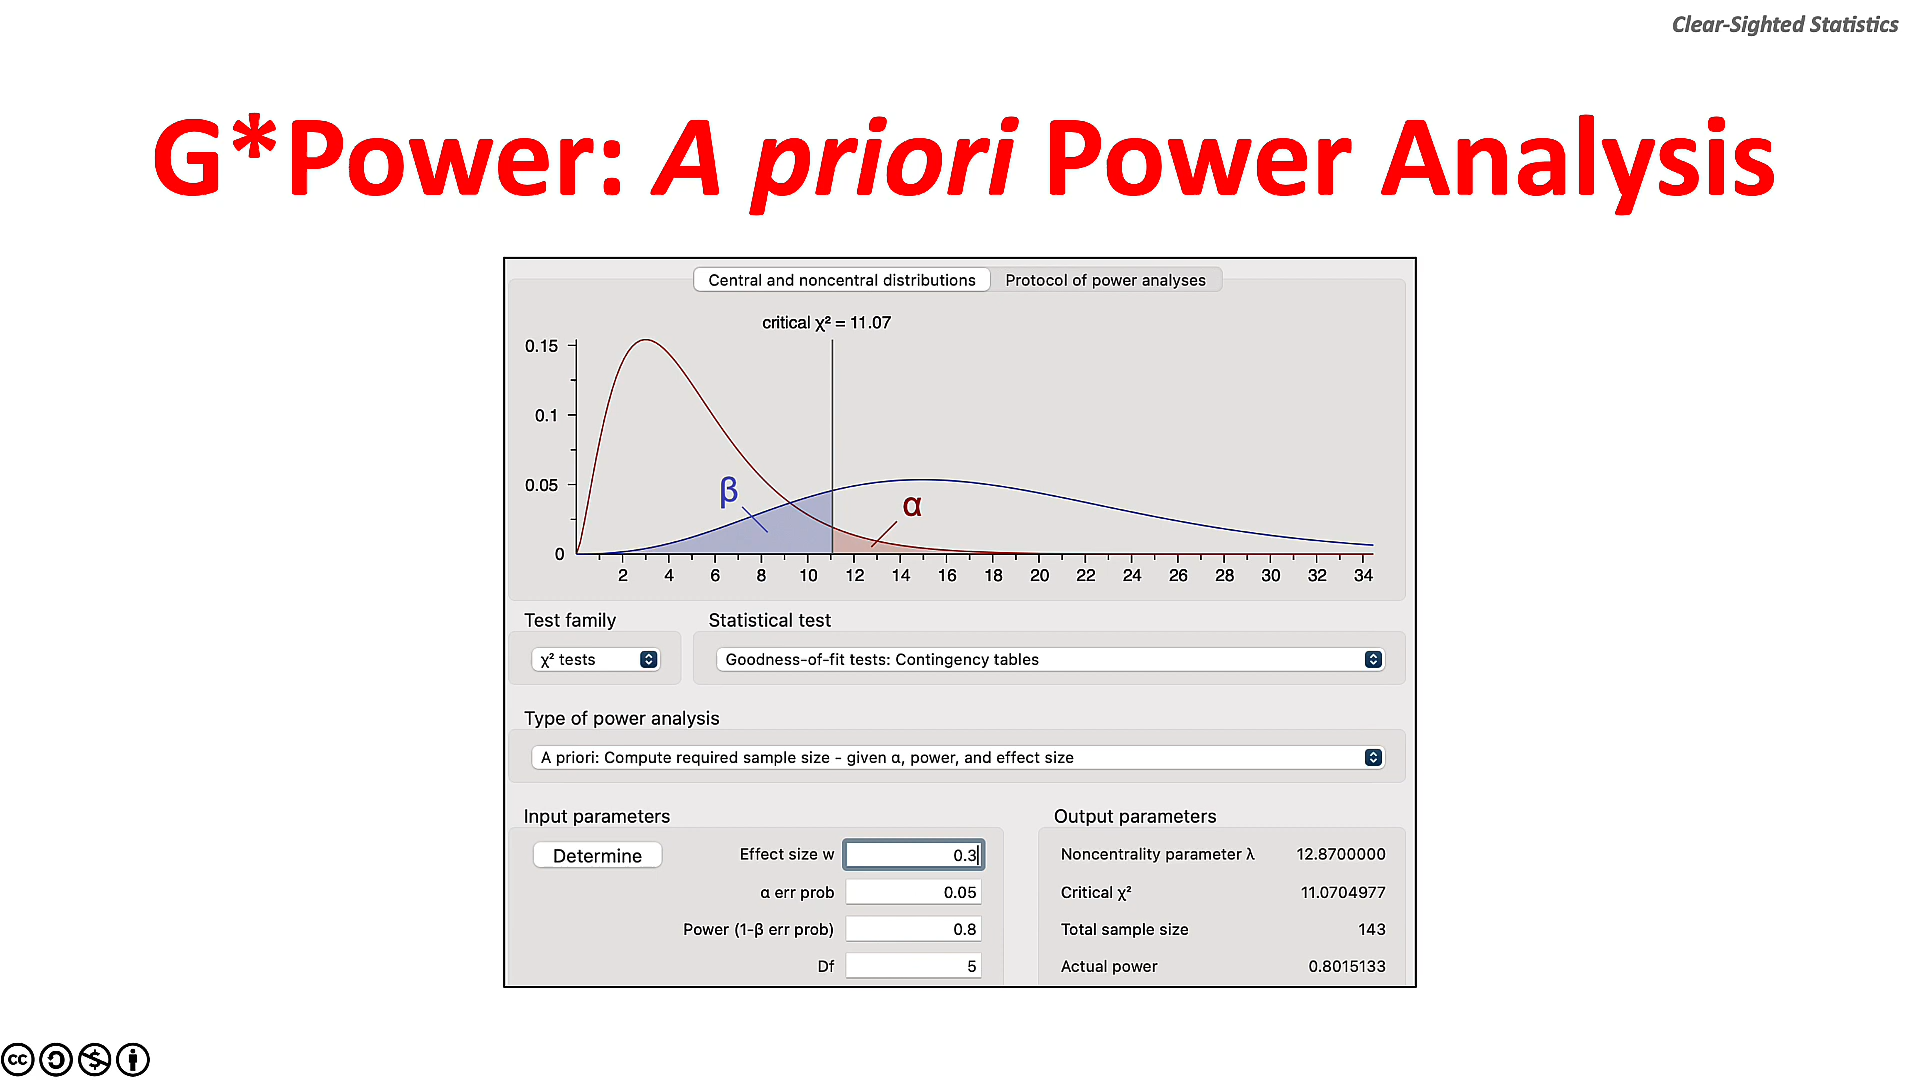 Clear-Sighted Statistics
G*Power: A priori Power Analysis
Central and noncentral distributions Protocol of power analyses
critical χ² = 11.07
0.15
0.1
0.05
0
β
α
2 4 6 8 10 12 14 16 18 20 22 24 26 28 30 32 34
Test family Statistical test
χ² tests Goodness-of-fit tests: Contingency tables
Type of power analysis
A priori: Compute required sample size - given α, power, and effect size
Input parameters Output parameters
Determine Effect size w 0.3 Noncentrality parameter λ 12.8700000
α err prob 0.05 Critical χ² 11.0704977
Power (1-β err prob) 0.8 Total sample size 143
Df 5 Actual power 0.8015133
cc